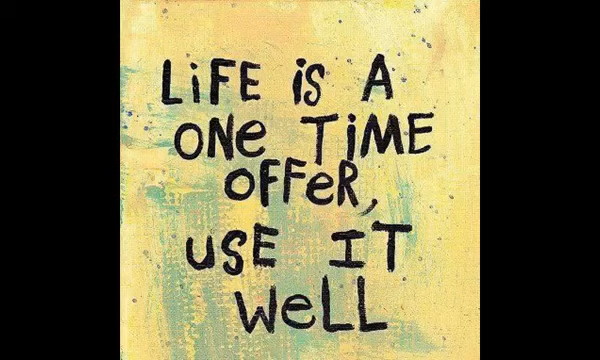 LiFE iS A
ONe TiME
OFFeR,
USE IT
WeLL